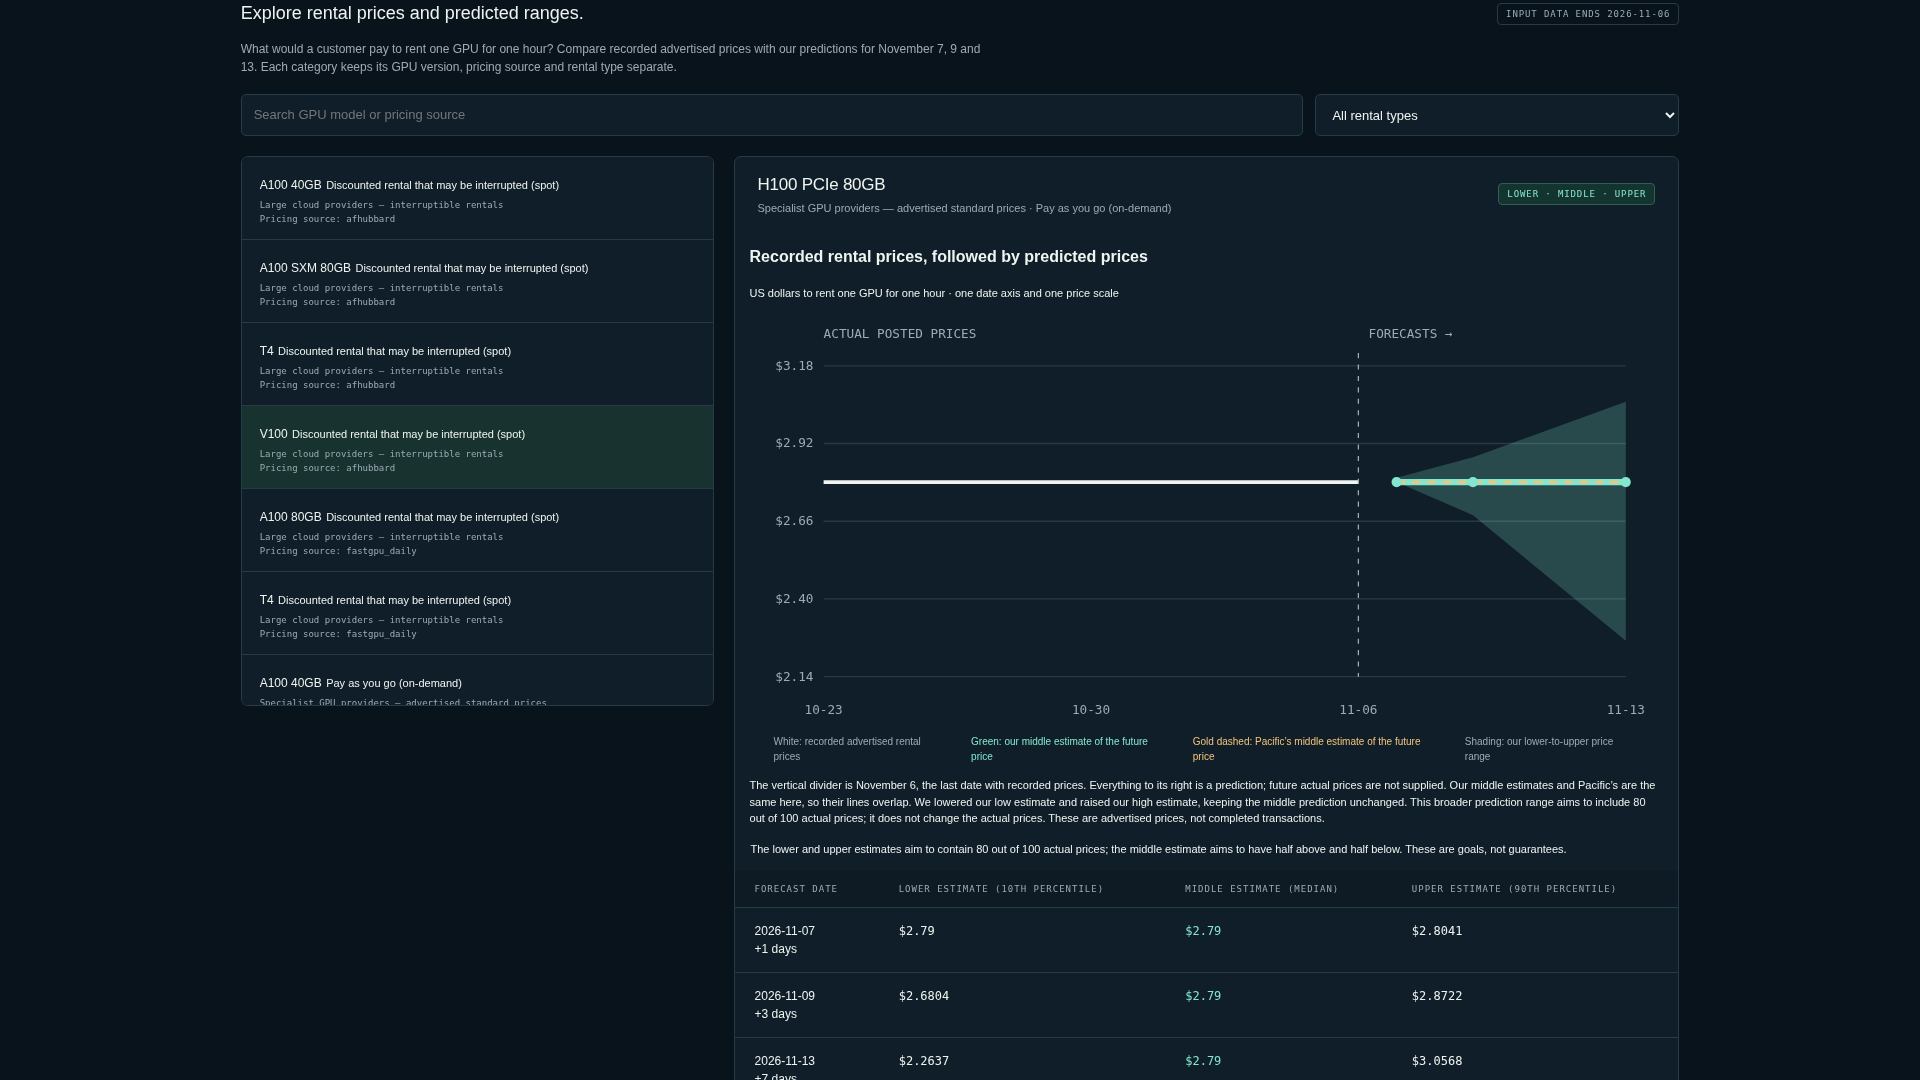 Explore rental prices and predicted ranges.
INPUT DATA ENDS 2026-11-06
What would a customer pay to rent one GPU for one hour? Compare recorded advertised prices with our predictions for November 7, 9 and
13. Each category keeps its GPU version, pricing source and rental type separate.
Search GPU model or pricing source
All rental types
A100 40GB Discounted rental that may be interrupted (spot)
Large cloud providers — interruptible rentals
Pricing source: afhubbard
A100 SXM 80GB Discounted rental that may be interrupted (spot)
Large cloud providers — interruptible rentals
Pricing source: afhubbard
T4 Discounted rental that may be interrupted (spot)
Large cloud providers — interruptible rentals
Pricing source: afhubbard
V100 Discounted rental that may be interrupted (spot)
Large cloud providers — interruptible rentals
Pricing source: afhubbard
A100 80GB Discounted rental that may be interrupted (spot)
Large cloud providers — interruptible rentals
Pricing source: fastgpu_daily
T4 Discounted rental that may be interrupted (spot)
Large cloud providers — interruptible rentals
Pricing source: fastgpu_daily
A100 40GB Pay as you go (on-demand)
Specialist GPU providers — advertised standard prices
H100 PCIe 80GB
Specialist GPU providers — advertised standard prices · Pay as you go (on-demand)
LOWER · MIDDLE · UPPER
Recorded rental prices, followed by predicted prices
US dollars to rent one GPU for one hour · one date axis and one price scale
ACTUAL POSTED PRICES
FORECASTS →
$3.18
$2.92
$2.66
$2.40
$2.14
10-23
10-30
11-06
11-13
White: recorded advertised rental
prices
Green: our middle estimate of the future
price
Gold dashed: Pacific's middle estimate of the future
price
Shading: our lower-to-upper price
range
The vertical divider is November 6, the last date with recorded prices. Everything to its right is a prediction; future actual prices are not supplied. Our middle estimates and Pacific's are the
same here, so their lines overlap. We lowered our low estimate and raised our high estimate, keeping the middle prediction unchanged. This broader prediction range aims to include 80
out of 100 actual prices; it does not change the actual prices. These are advertised prices, not completed transactions.
The lower and upper estimates aim to contain 80 out of 100 actual prices; the middle estimate aims to have half above and half below. These are goals, not guarantees.
FORECAST DATE
LOWER ESTIMATE (10TH PERCENTILE)
MIDDLE ESTIMATE (MEDIAN)
UPPER ESTIMATE (90TH PERCENTILE)
2026-11-07
+1 days
$2.79
$2.79
$2.8041
2026-11-09
+3 days
$2.6804
$2.79
$2.8722
2026-11-13
+7 days
$2.2637
$2.79
$3.0568